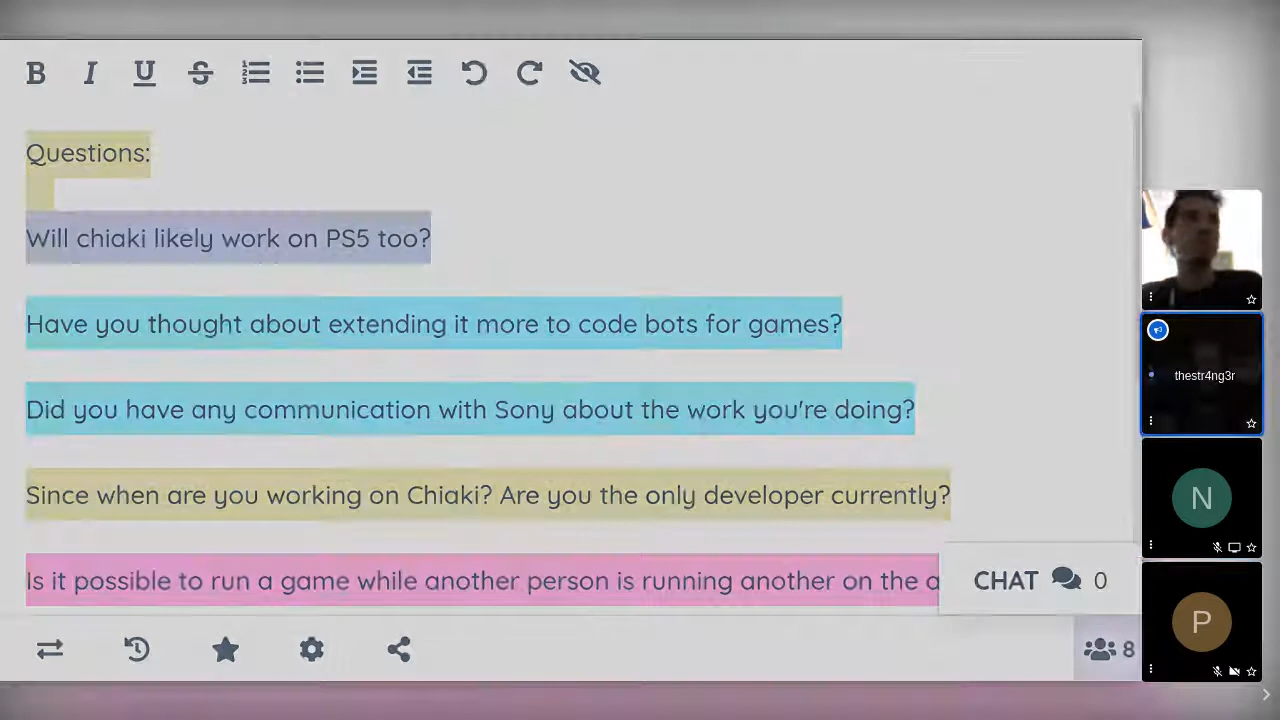 Questions:
Will chiaki likely work on PS5 too?
Have you thought about extending it more to code bots for games?
Did you have any communication with Sony about the work you're doing?
Since when are you working on Chiaki? Are you the only developer currently?
Is it possible to run a game while another person is running another on the
CHAT 0
8
thestr4ng3r
N
P